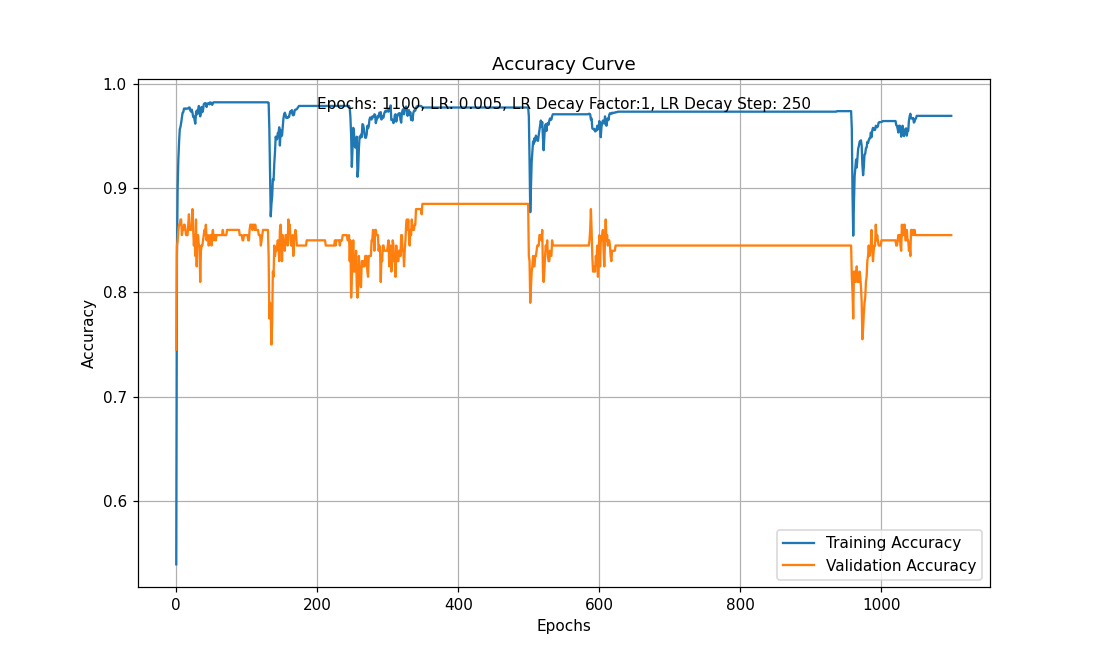 Accuracy Curve
Epochs: 1100, LR: 0.005, LR Decay Factor:1, LR Decay Step: 250
1.0
0.9
0.8
0.7
0.6
Accuracy
Training Accuracy
Validation Accuracy
0 200 400 600 800 1000
Epochs